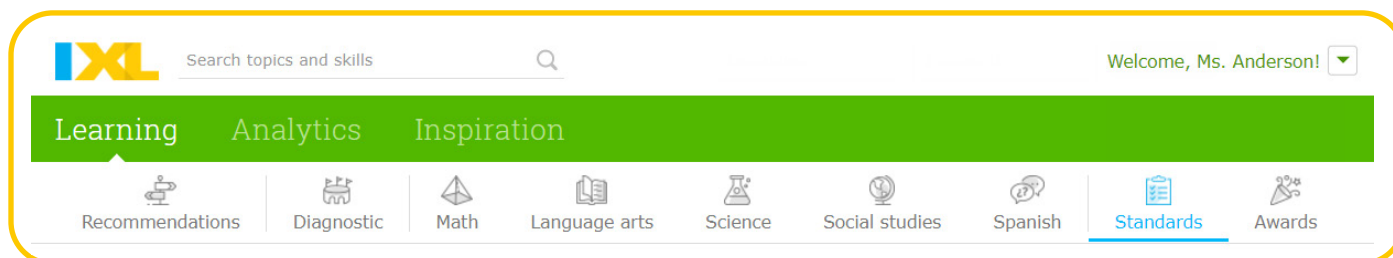 IXL Search topics and skills Welcome, Ms. Anderson!
Learning Analytics Inspiration
Recommendations Diagnostic Math Language arts Science Social studies Spanish Standards Awards